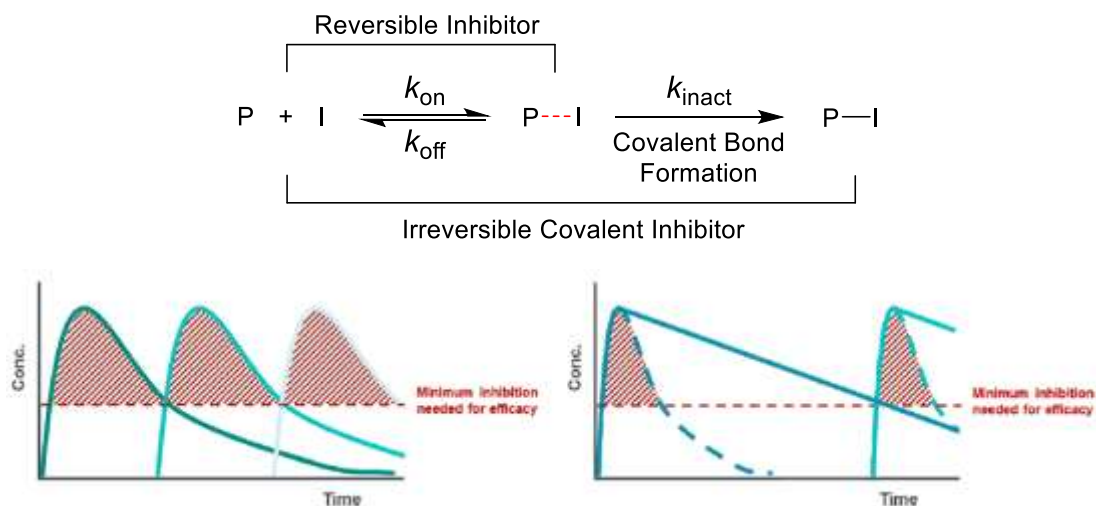 Reversible Inhibitor
kon
kinact
P + I
P---I
P—I
koff
Covalent Bond
Formation
Irreversible Covalent Inhibitor
Conc.
Minimum inhibition
needed for efficacy
Time
Conc.
Minimum inhibition
needed for efficacy
Time